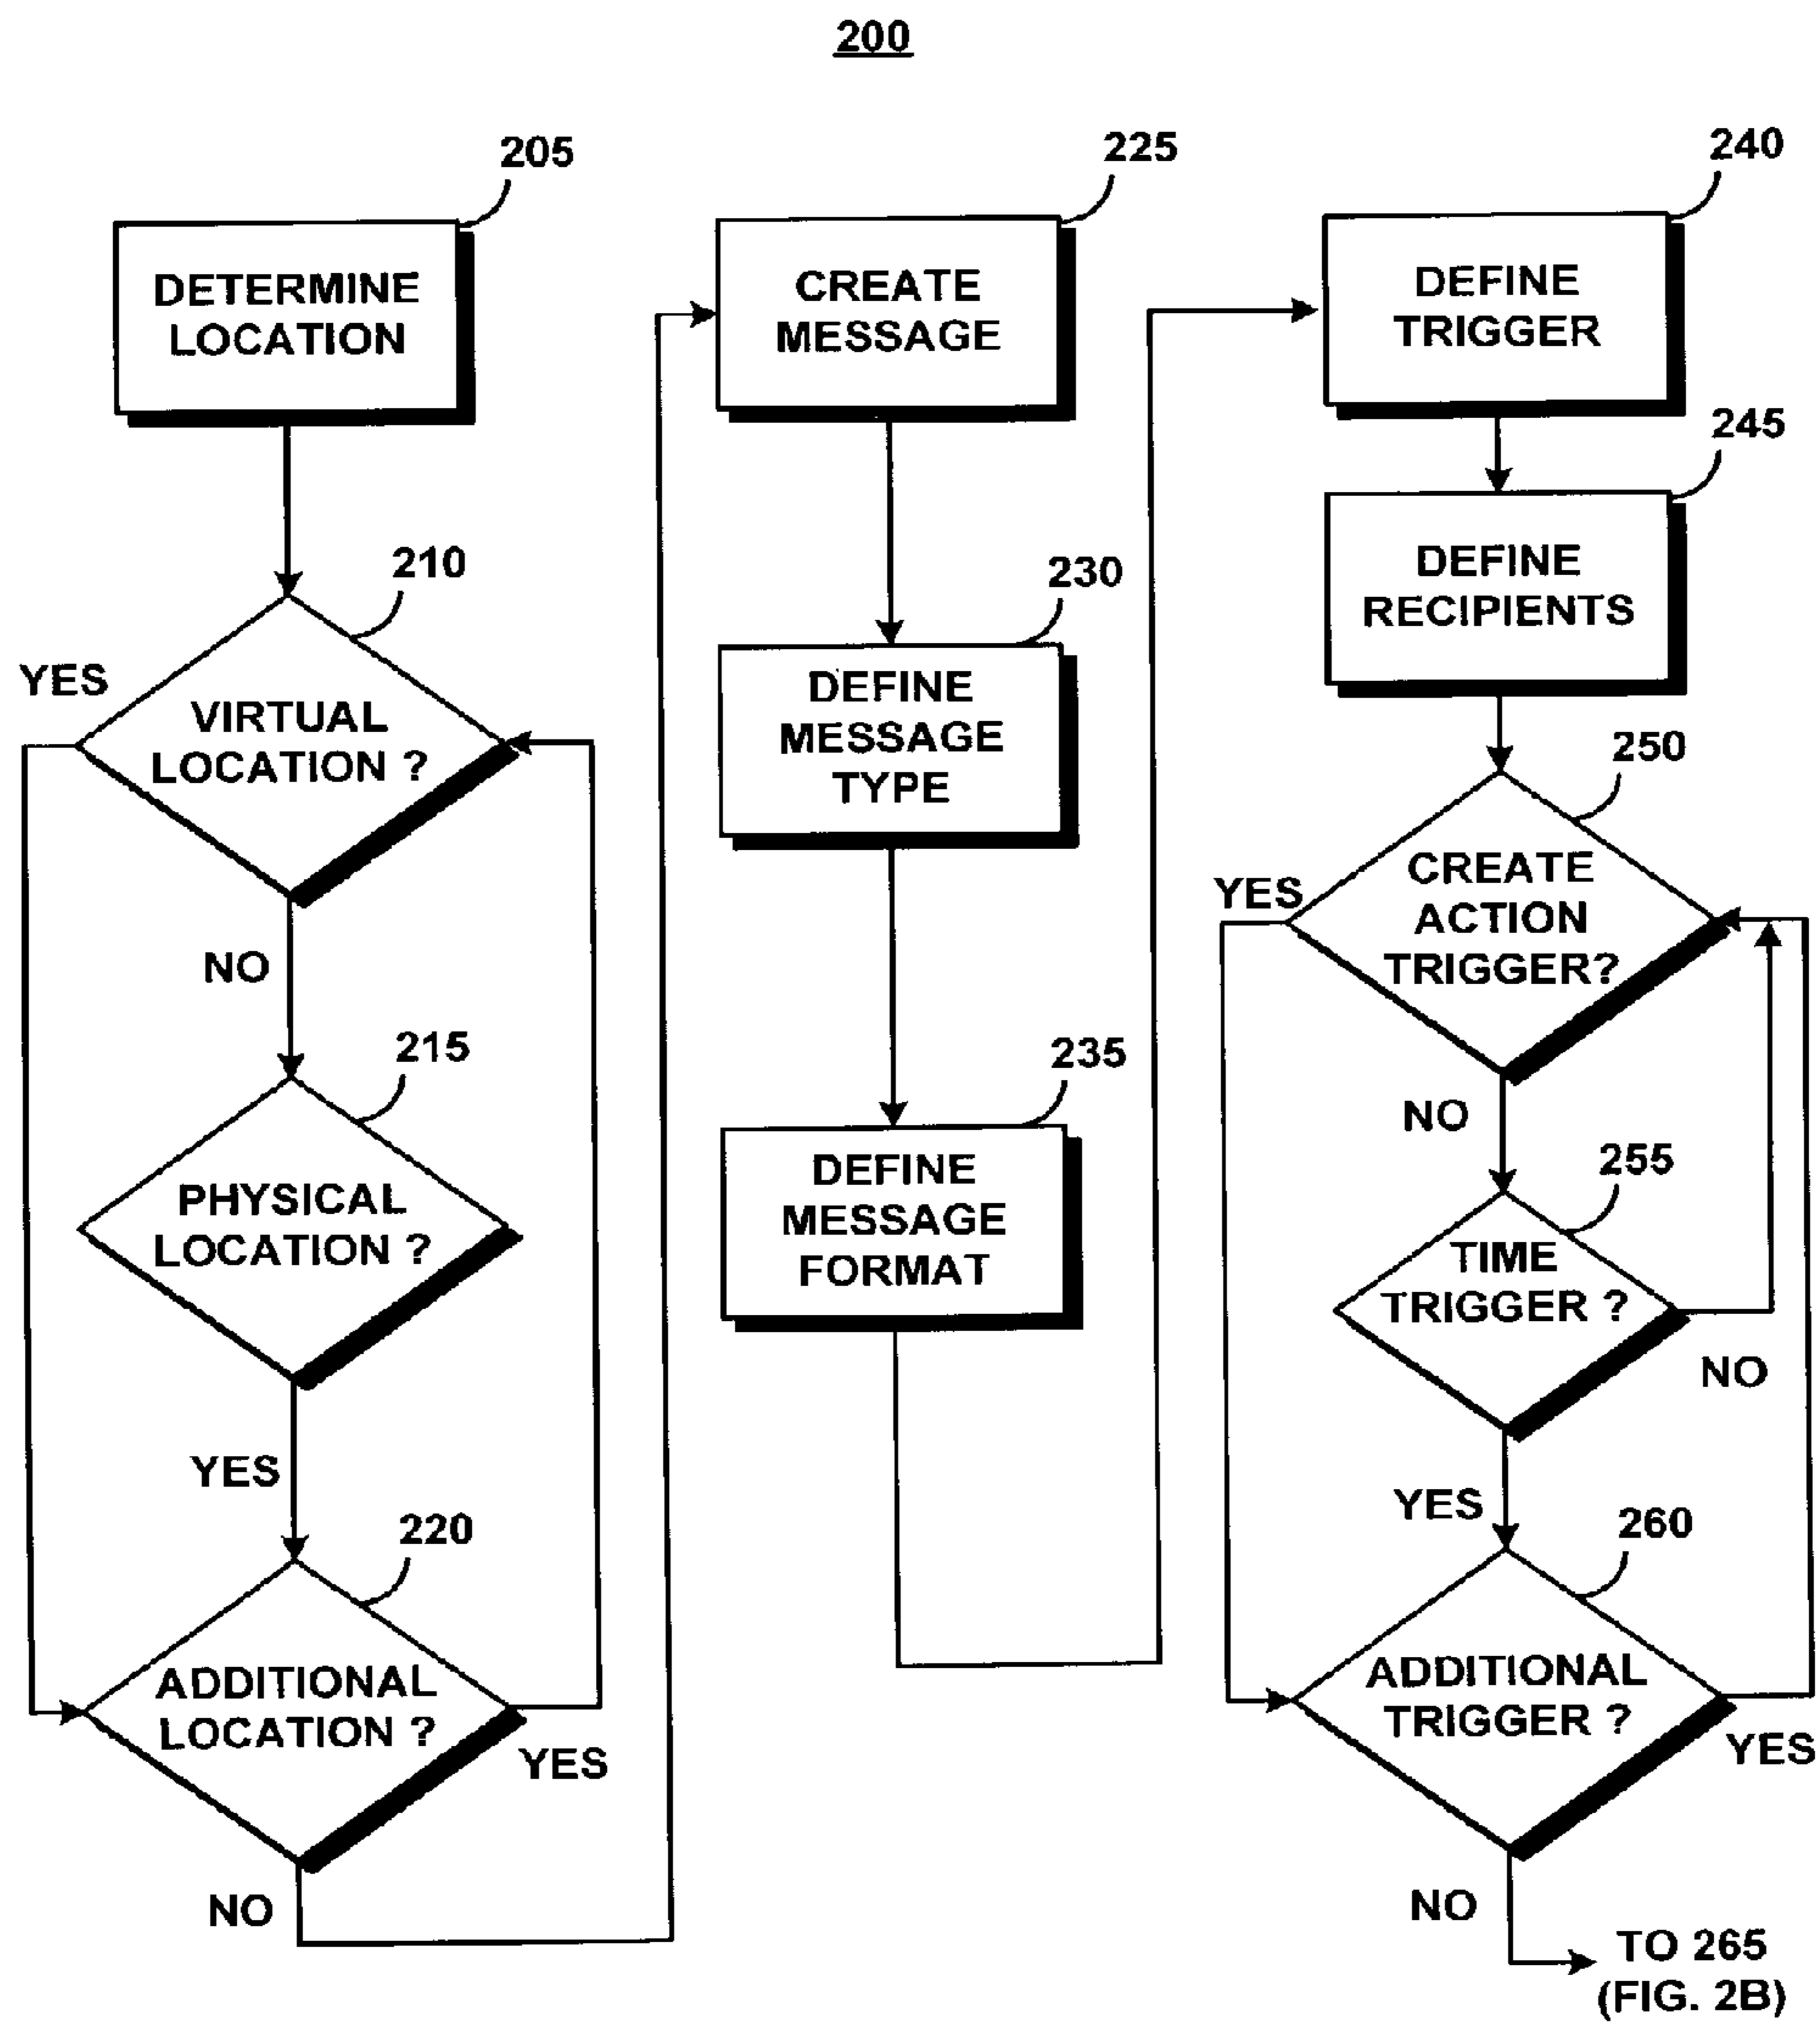 200
205
DETERMINE
LOCATION
210
YES
VIRTUAL
LOCATION ?
NO
215
PHYSICAL
LOCATION ?
YES
220
ADDITIONAL
LOCATION ?
YES
NO
225
CREATE
MESSAGE
230
DEFINE
MESSAGE
TYPE
235
DEFINE
MESSAGE
FORMAT
240
DEFINE
TRIGGER
245
DEFINE
RECIPIENTS
250
YES
CREATE
ACTION
TRIGGER?
NO
255
TIME
TRIGGER ?
NO
YES
260
ADDITIONAL
TRIGGER ?
YES
NO
TO 265
(FIG. 2B)